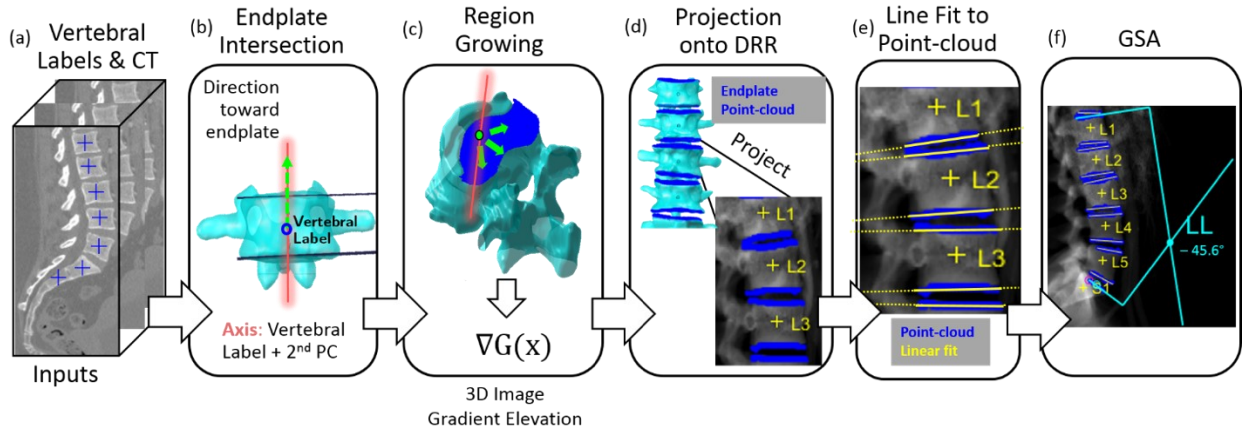 (a)
Vertebral
Labels & CT
Inputs
(b)
Endplate
Intersection
Direction
toward
endplate
Vertebral
Label
Axis: Vertebral
Label + 2nd PC
(c)
Region
Growing
∇G(x)
3D Image
Gradient Elevation
(d)
Projection
onto DRR
Endplate
Point-cloud
Project
L1
L2
L3
(e)
Line Fit to
Point-cloud
L1
L2
L3
Point-cloud
Linear fit
(f)
GSA
L1
L2
L3
L4
L5
S1
LL
– 45.6°